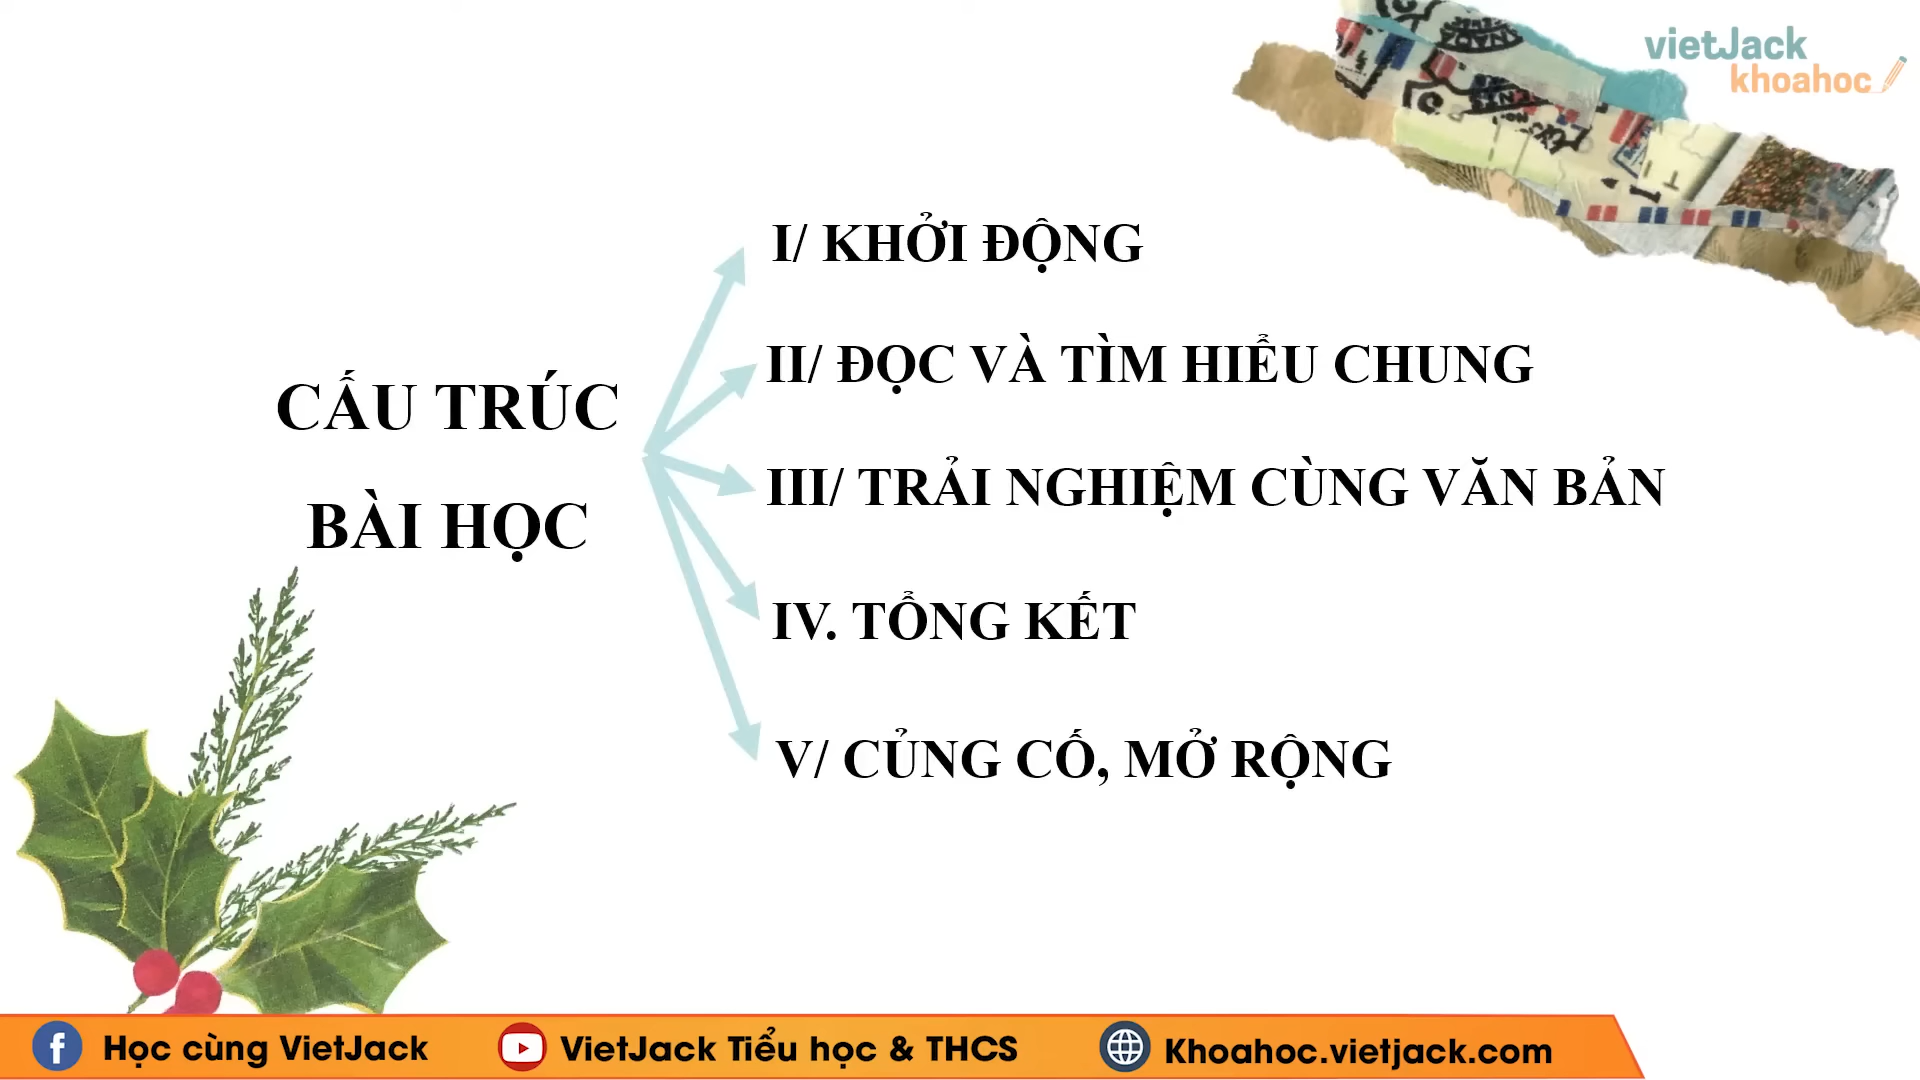 vietJack
khoahoc
I/ KHỞI ĐỘNG
II/ ĐỌC VÀ TÌM HIỂU CHUNG
CẤU TRÚC
BÀI HỌC
III/ TRẢI NGHIỆM CÙNG VĂN BẢN
IV. TỔNG KẾT
V/ CỦNG CỐ, MỞ RỘNG
Học cùng VietJack
VietJack Tiểu học & THCS
Khoahoc.vietjack.com